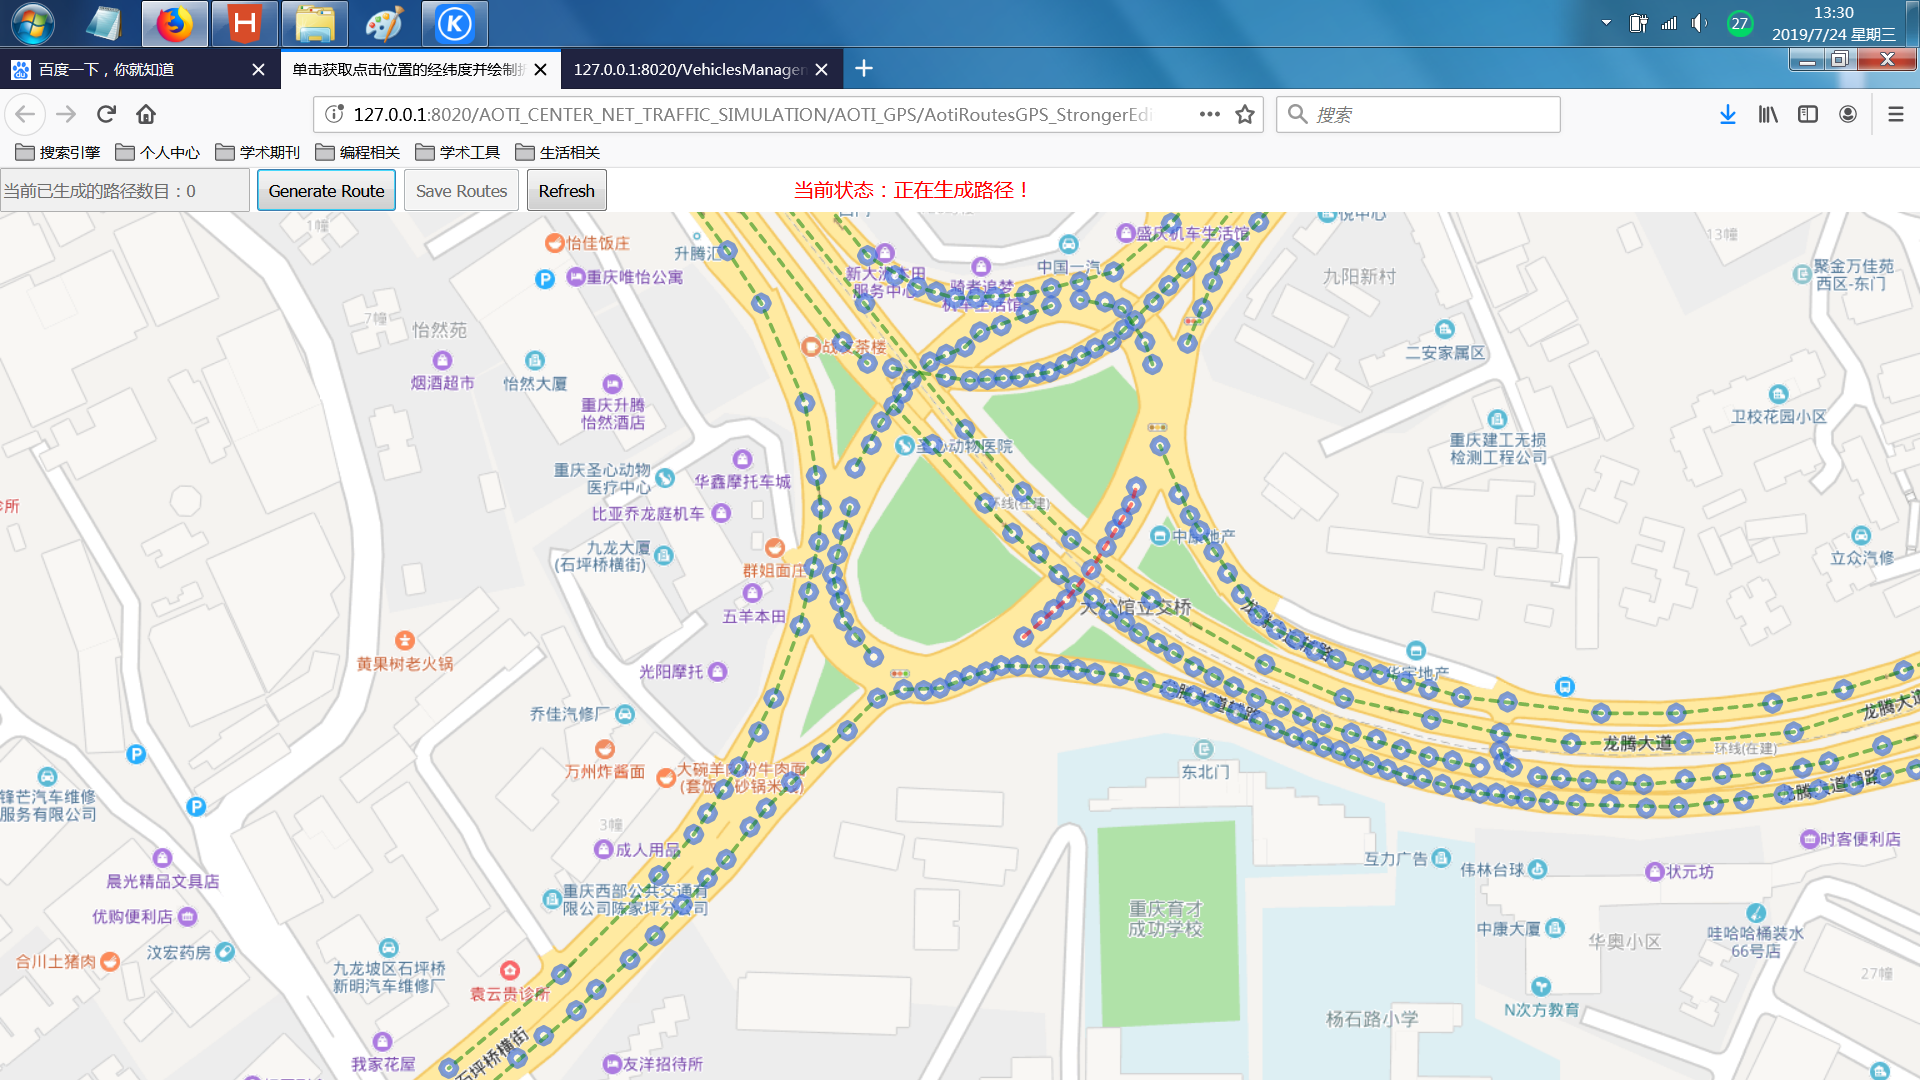 27
13:30
2019/7/24 星期三
百度一下，你就知道
单击获取点击位置的经纬度并绘制折
127.0.0.1:8020/VehiclesManager
127.0.0.1:8020/AOTI_CENTER_NET_TRAFFIC_SIMULATION/AOTI_GPS/AotiRoutesGPS_StrongerEdi
搜索
搜索引擎
个人中心
学术期刊
编程相关
学术工具
生活相关
当前已生成的路径数目：0
Generate Route
Save Routes
Refresh
当前状态：正在生成路径！
1幢
怡佳饭庄
升腾汇
盛庆机车生活馆
悦中心
13幢
重庆唯怡公寓
新大洲本田
服务中心
骑者追梦
机车生活馆
中国一汽
九阳新村
聚金万佳苑
西区-东门
7幢
怡然苑
战友茶楼
二安家属区
烟酒超市
怡然大厦
重庆升腾
怡然酒店
卫校花园小区
圣心动物医院
重庆建工无损
检测工程公司
重庆圣心动物
医疗中心
华鑫摩托车城
环线(在建)
比亚乔龙庭机车
中康地产
九龙大厦
(石坪桥横街)
群姐面庄
立众汽修
五羊本田
大公馆立交桥
龙腾大道辅路
黄果树老火锅
光阳摩托
华宇地产
乔佳汽修厂
龙腾大道辅路
龙腾大道
龙腾大道
环线(在建)
万州炸酱面
大碗羊肉粉牛肉面
(套饭 砂锅米线)
东北门
龙腾大道辅路
锋芒汽车维修
服务有限公司
3幢
成人用品
时客便利店
互力广告
伟林台球
状元坊
晨光精品文具店
重庆西部公共交通有
限公司陈家坪分公司
优购便利店
重庆育才
成功学校
中康大厦
华奥小区
哇哈哈桶装水
66号店
汶宏药房
合川土猪肉
九龙坡区石坪桥
新明汽车维修厂
袁云贵诊所
27幢
N次方教育
杨石路小学
石坪桥横街
我家花屋
友洋招待所